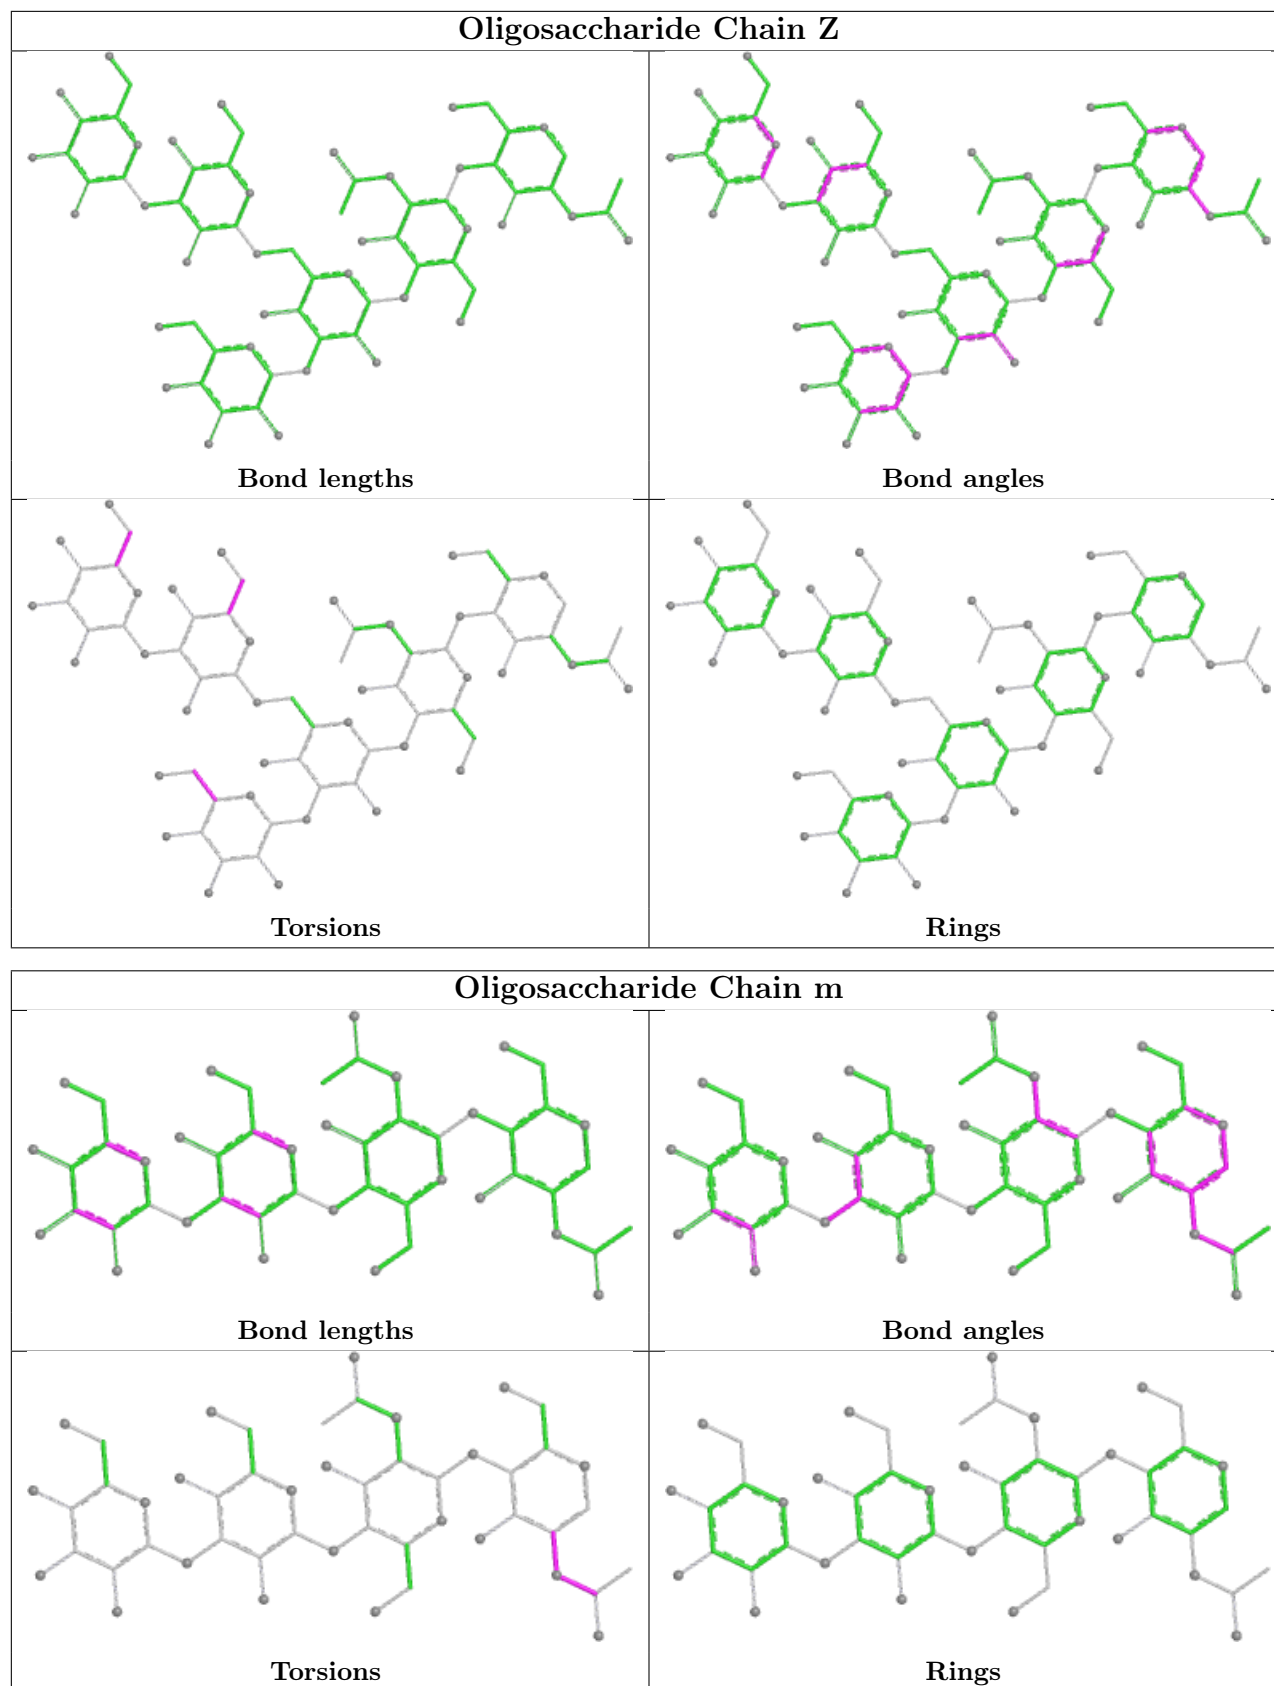 Oligosaccharide Chain Z
Bond lengths
Bond angles
Torsions
Rings
Oligosaccharide Chain m
Bond lengths
Bond angles
Torsions
Rings